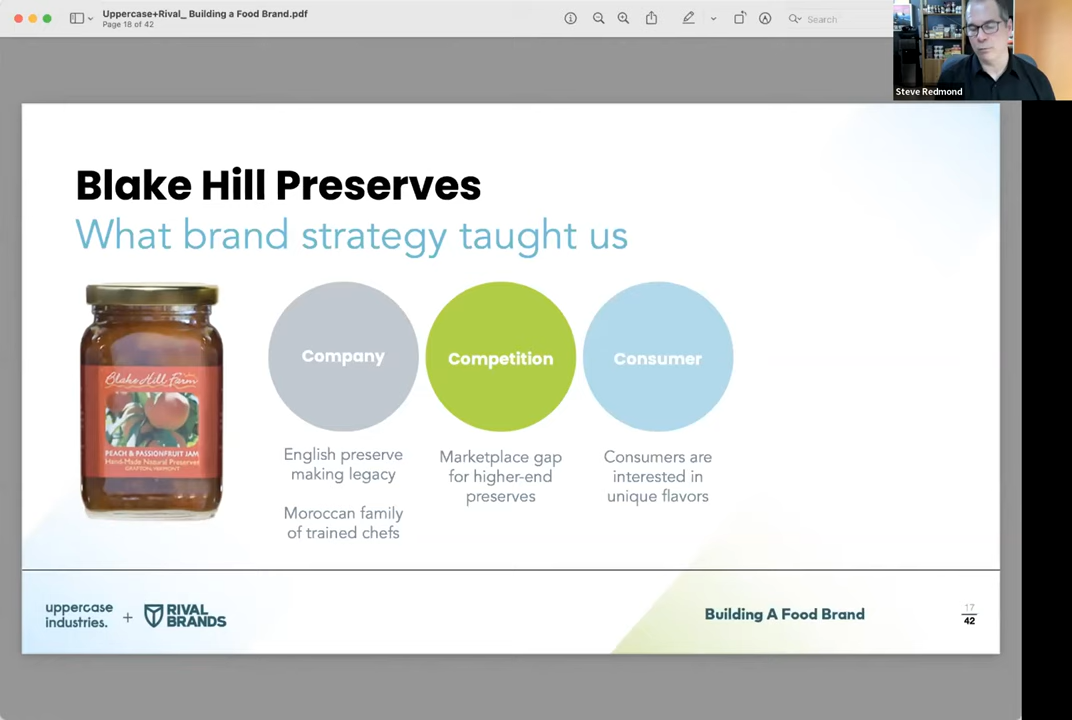 Uppercase+Rival_ Building a Food Brand.pdf
Page 18 of 42
Search
Steve Redmond
Blake Hill Preserves
What brand strategy taught us
Blake Hill Farm
PEACH & PASSIONFRUIT JAM
Hand-Made Natural Preserves
GRAFTON, VERMONT
Company
Competition
Consumer
English preserve
making legacy
Moroccan family
of trained chefs
Marketplace gap
for higher-end
preserves
Consumers are
interested in
unique flavors
uppercase
industries.
+
RIVAL
BRANDS
Building A Food Brand
17
42